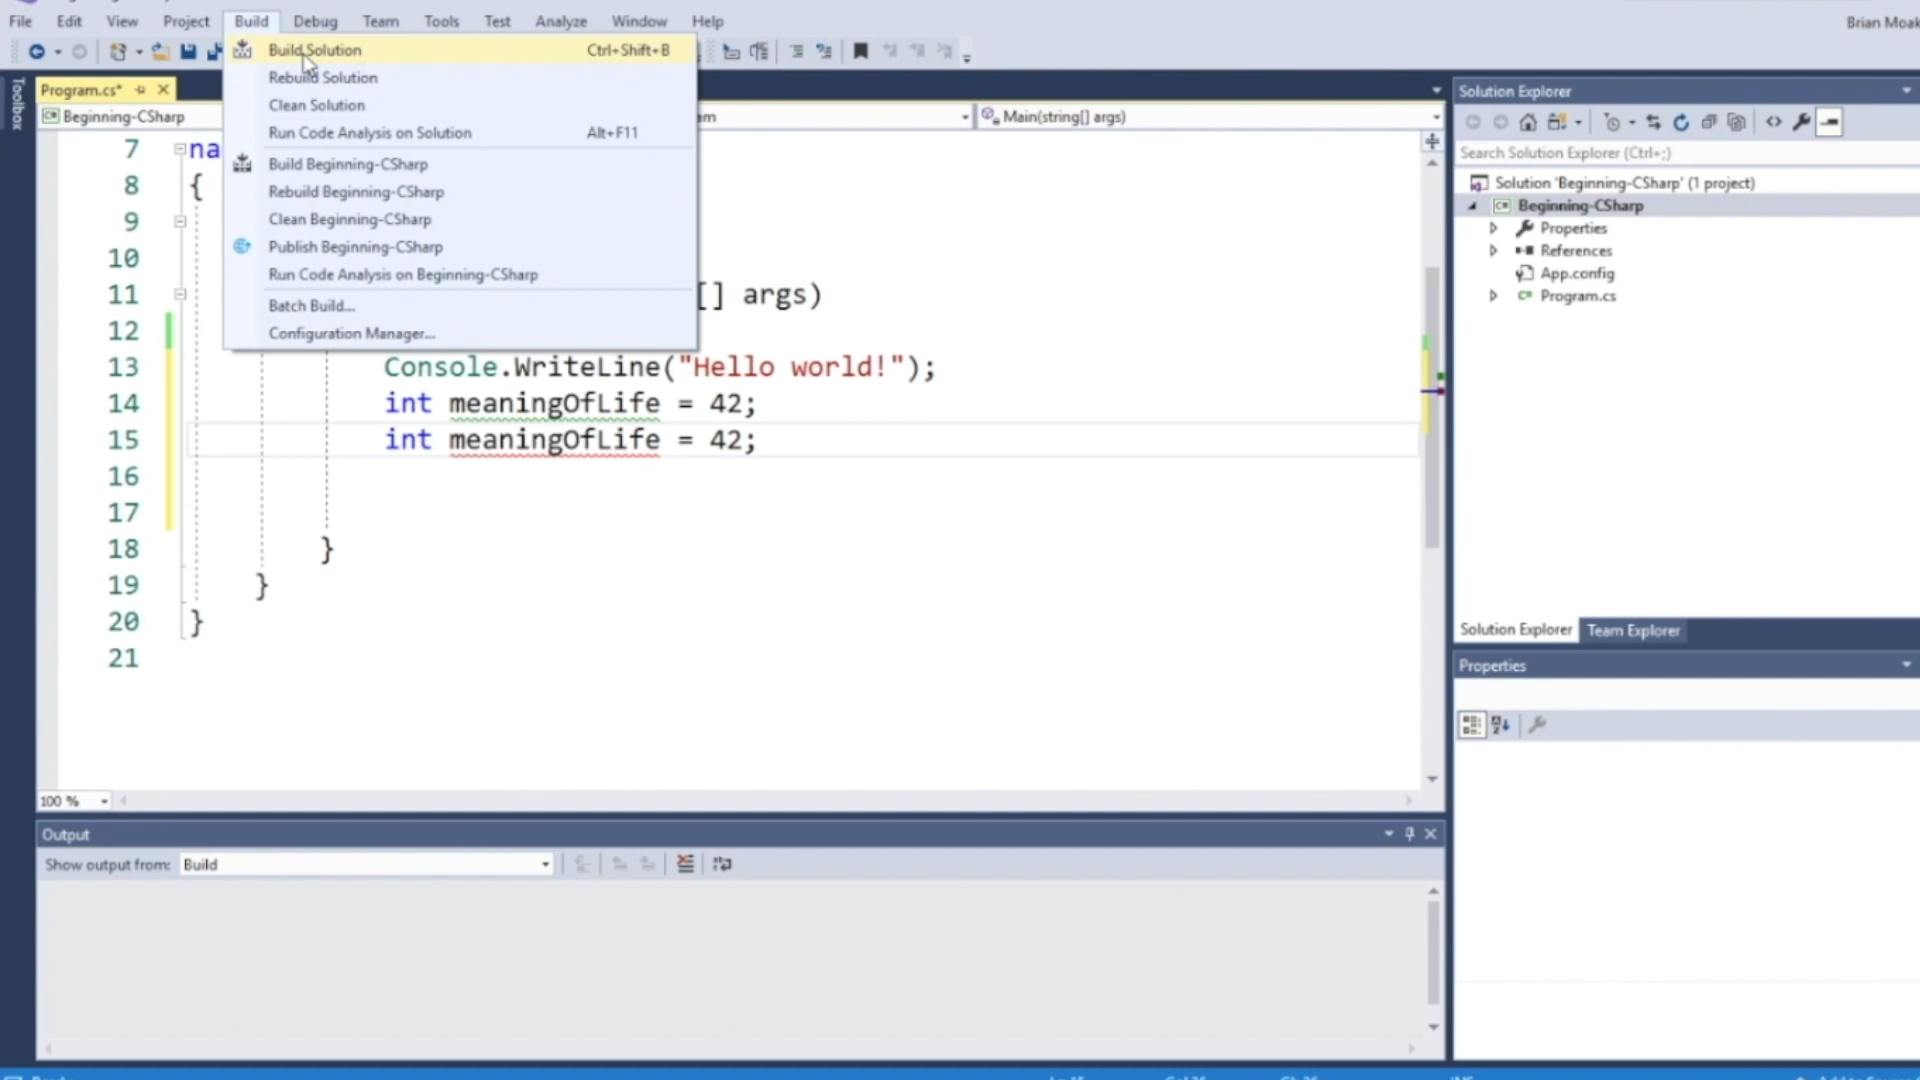 File Edit View Project Build Debug Team Tools Test Analyze Window Help
Brian Moak
Build Solution Ctrl+Shift+B
Rebuild Solution
Clean Solution
Run Code Analysis on Solution Alt+F11
Build Beginning-CSharp
Rebuild Beginning-CSharp
Clean Beginning-CSharp
Publish Beginning-CSharp
Run Code Analysis on Beginning-CSharp
Batch Build...
Configuration Manager...
Toolbox
Program.cs*
Beginning-CSharp
am
Main(string[] args)
7 na
8 {
9
10
11 [] args)
12
13 Console.WriteLine("Hello world!");
14 int meaningOfLife = 42;
15 int meaningOfLife = 42;
16
17
18 }
19 }
20 }
21
100 %
Output
Show output from: Build
Solution Explorer
Search Solution Explorer (Ctrl+;)
Solution 'Beginning-CSharp' (1 project)
Beginning-CSharp
Properties
References
App.config
Program.cs
Solution Explorer Team Explorer
Properties